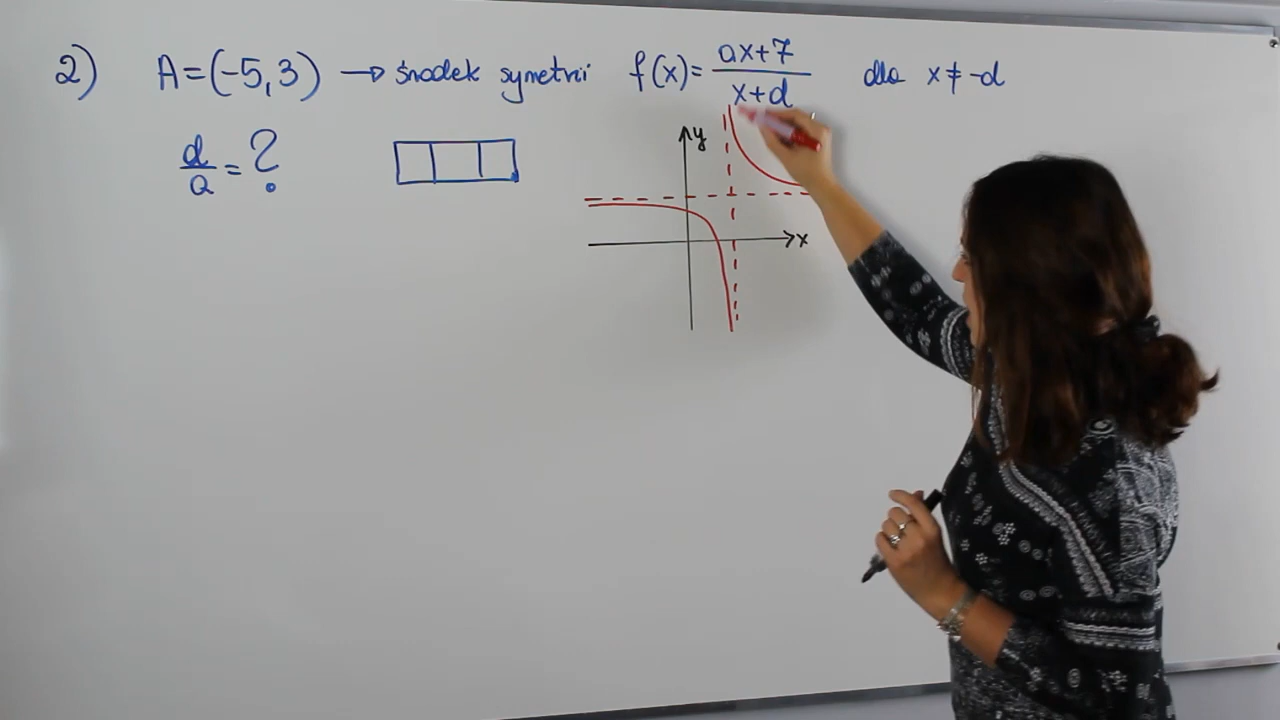 2) A=(-5,3) → środek symetrii f(x)= ax+7 / x+d dla x≠-d
d/a = ?
y
x